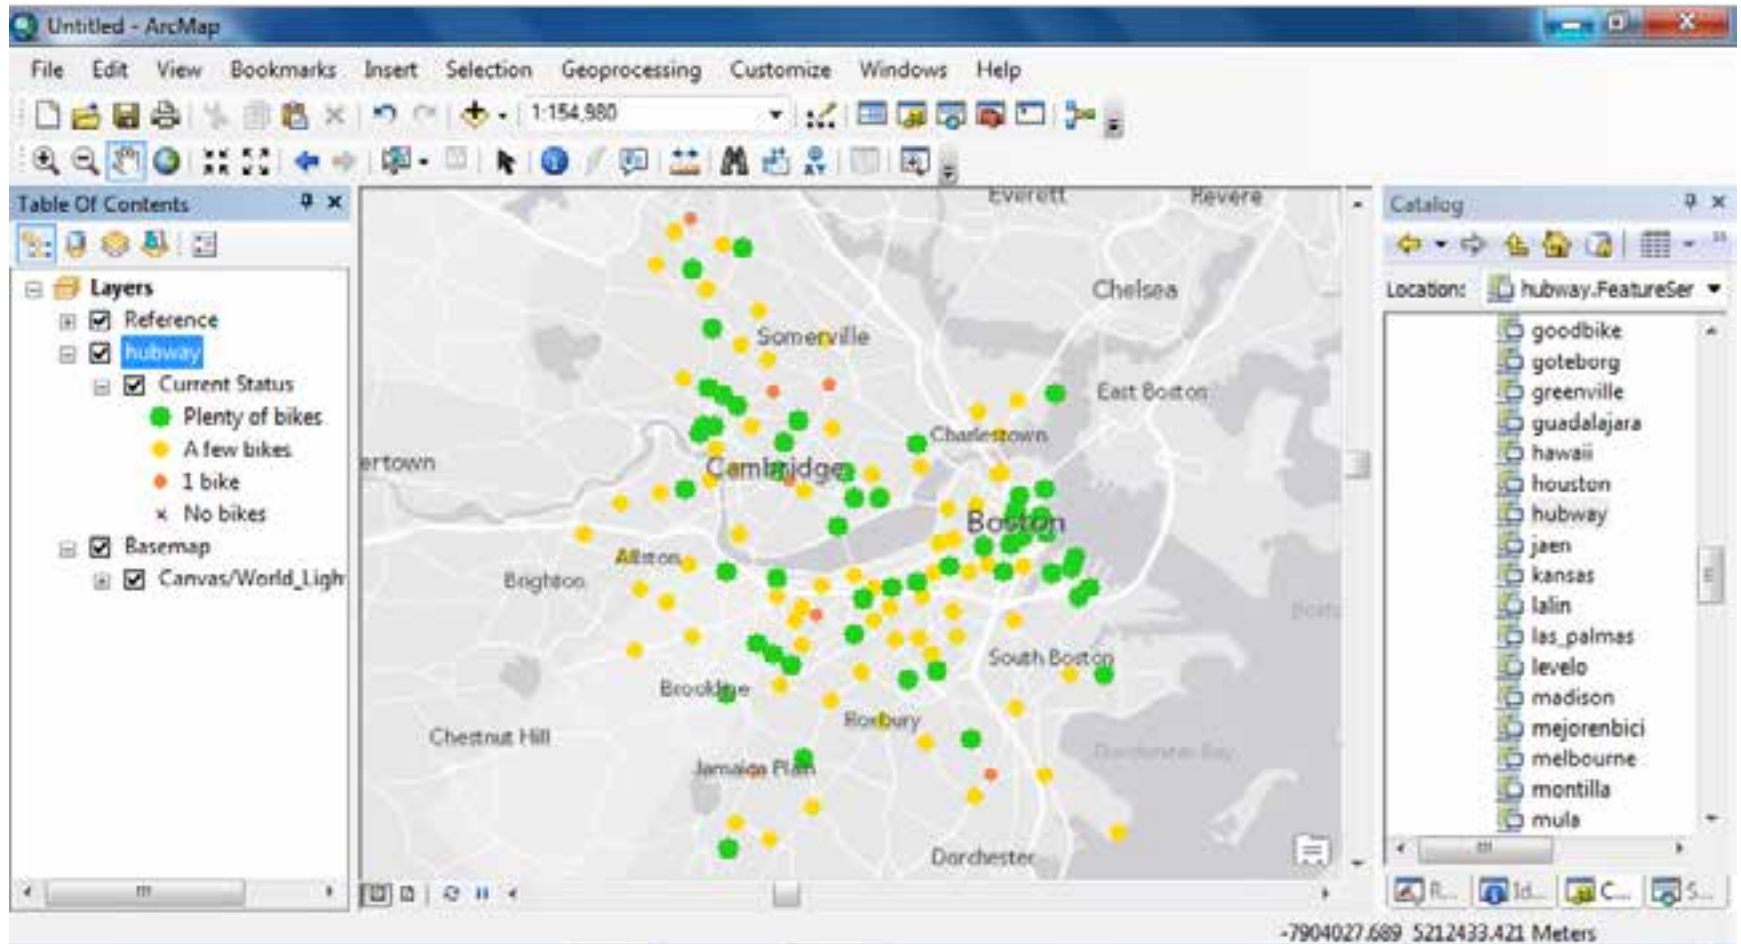 Untitled - ArcMap
File Edit View Bookmarks Insert Selection Geoprocessing Customize Windows Help
1:154,980
Table Of Contents
Layers
Reference
hubway
Current Status
Plenty of bikes
A few bikes
1 bike
No bikes
Basemap
Canvas/World_Ligh
Everett Revere
Chelsea
Somerville
East Boston
Charlestown
ertown
Cambridge
Boston
Allston
Brighton
South Boston
Brookline
Roxbury
Chestnut Hill
Dorchester Bay
Jamaica Plain
Dorchester
Catalog
Location: hubway.FeatureSer
goodbike
goteborg
greenville
guadalajara
hawaii
houston
hubway
jaen
kansas
lalin
las_palmas
levelo
madison
mejorenbici
melbourne
montilla
mula
R... Id... C... S...
-7904027.689 5212433.421 Meters